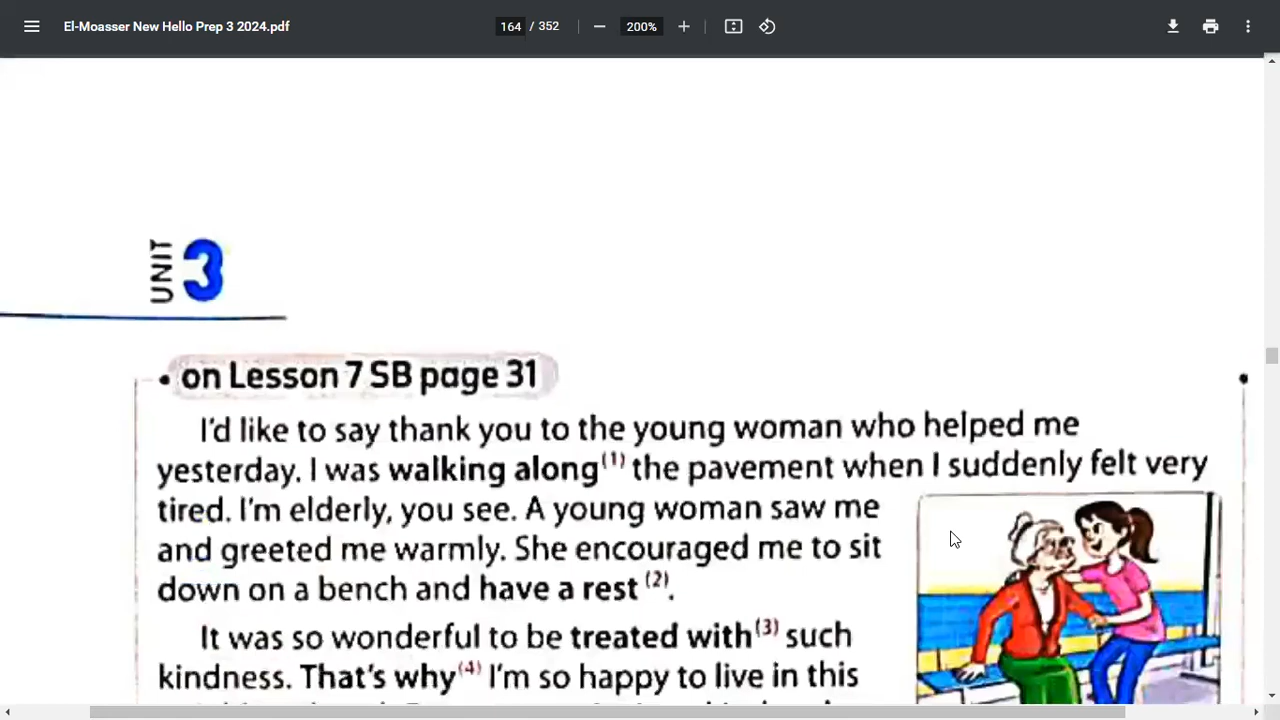 El-Moasser New Hello Prep 3 2024.pdf
164 / 352
200%
UNIT 3
• on Lesson 7 SB page 31
I'd like to say thank you to the young woman who helped me
yesterday. I was walking along(1) the pavement when I suddenly felt very
tired. I'm elderly, you see. A young woman saw me
and greeted me warmly. She encouraged me to sit
down on a bench and have a rest (2).
It was so wonderful to be treated with(3) such
kindness. That's why(4) I'm so happy to live in this